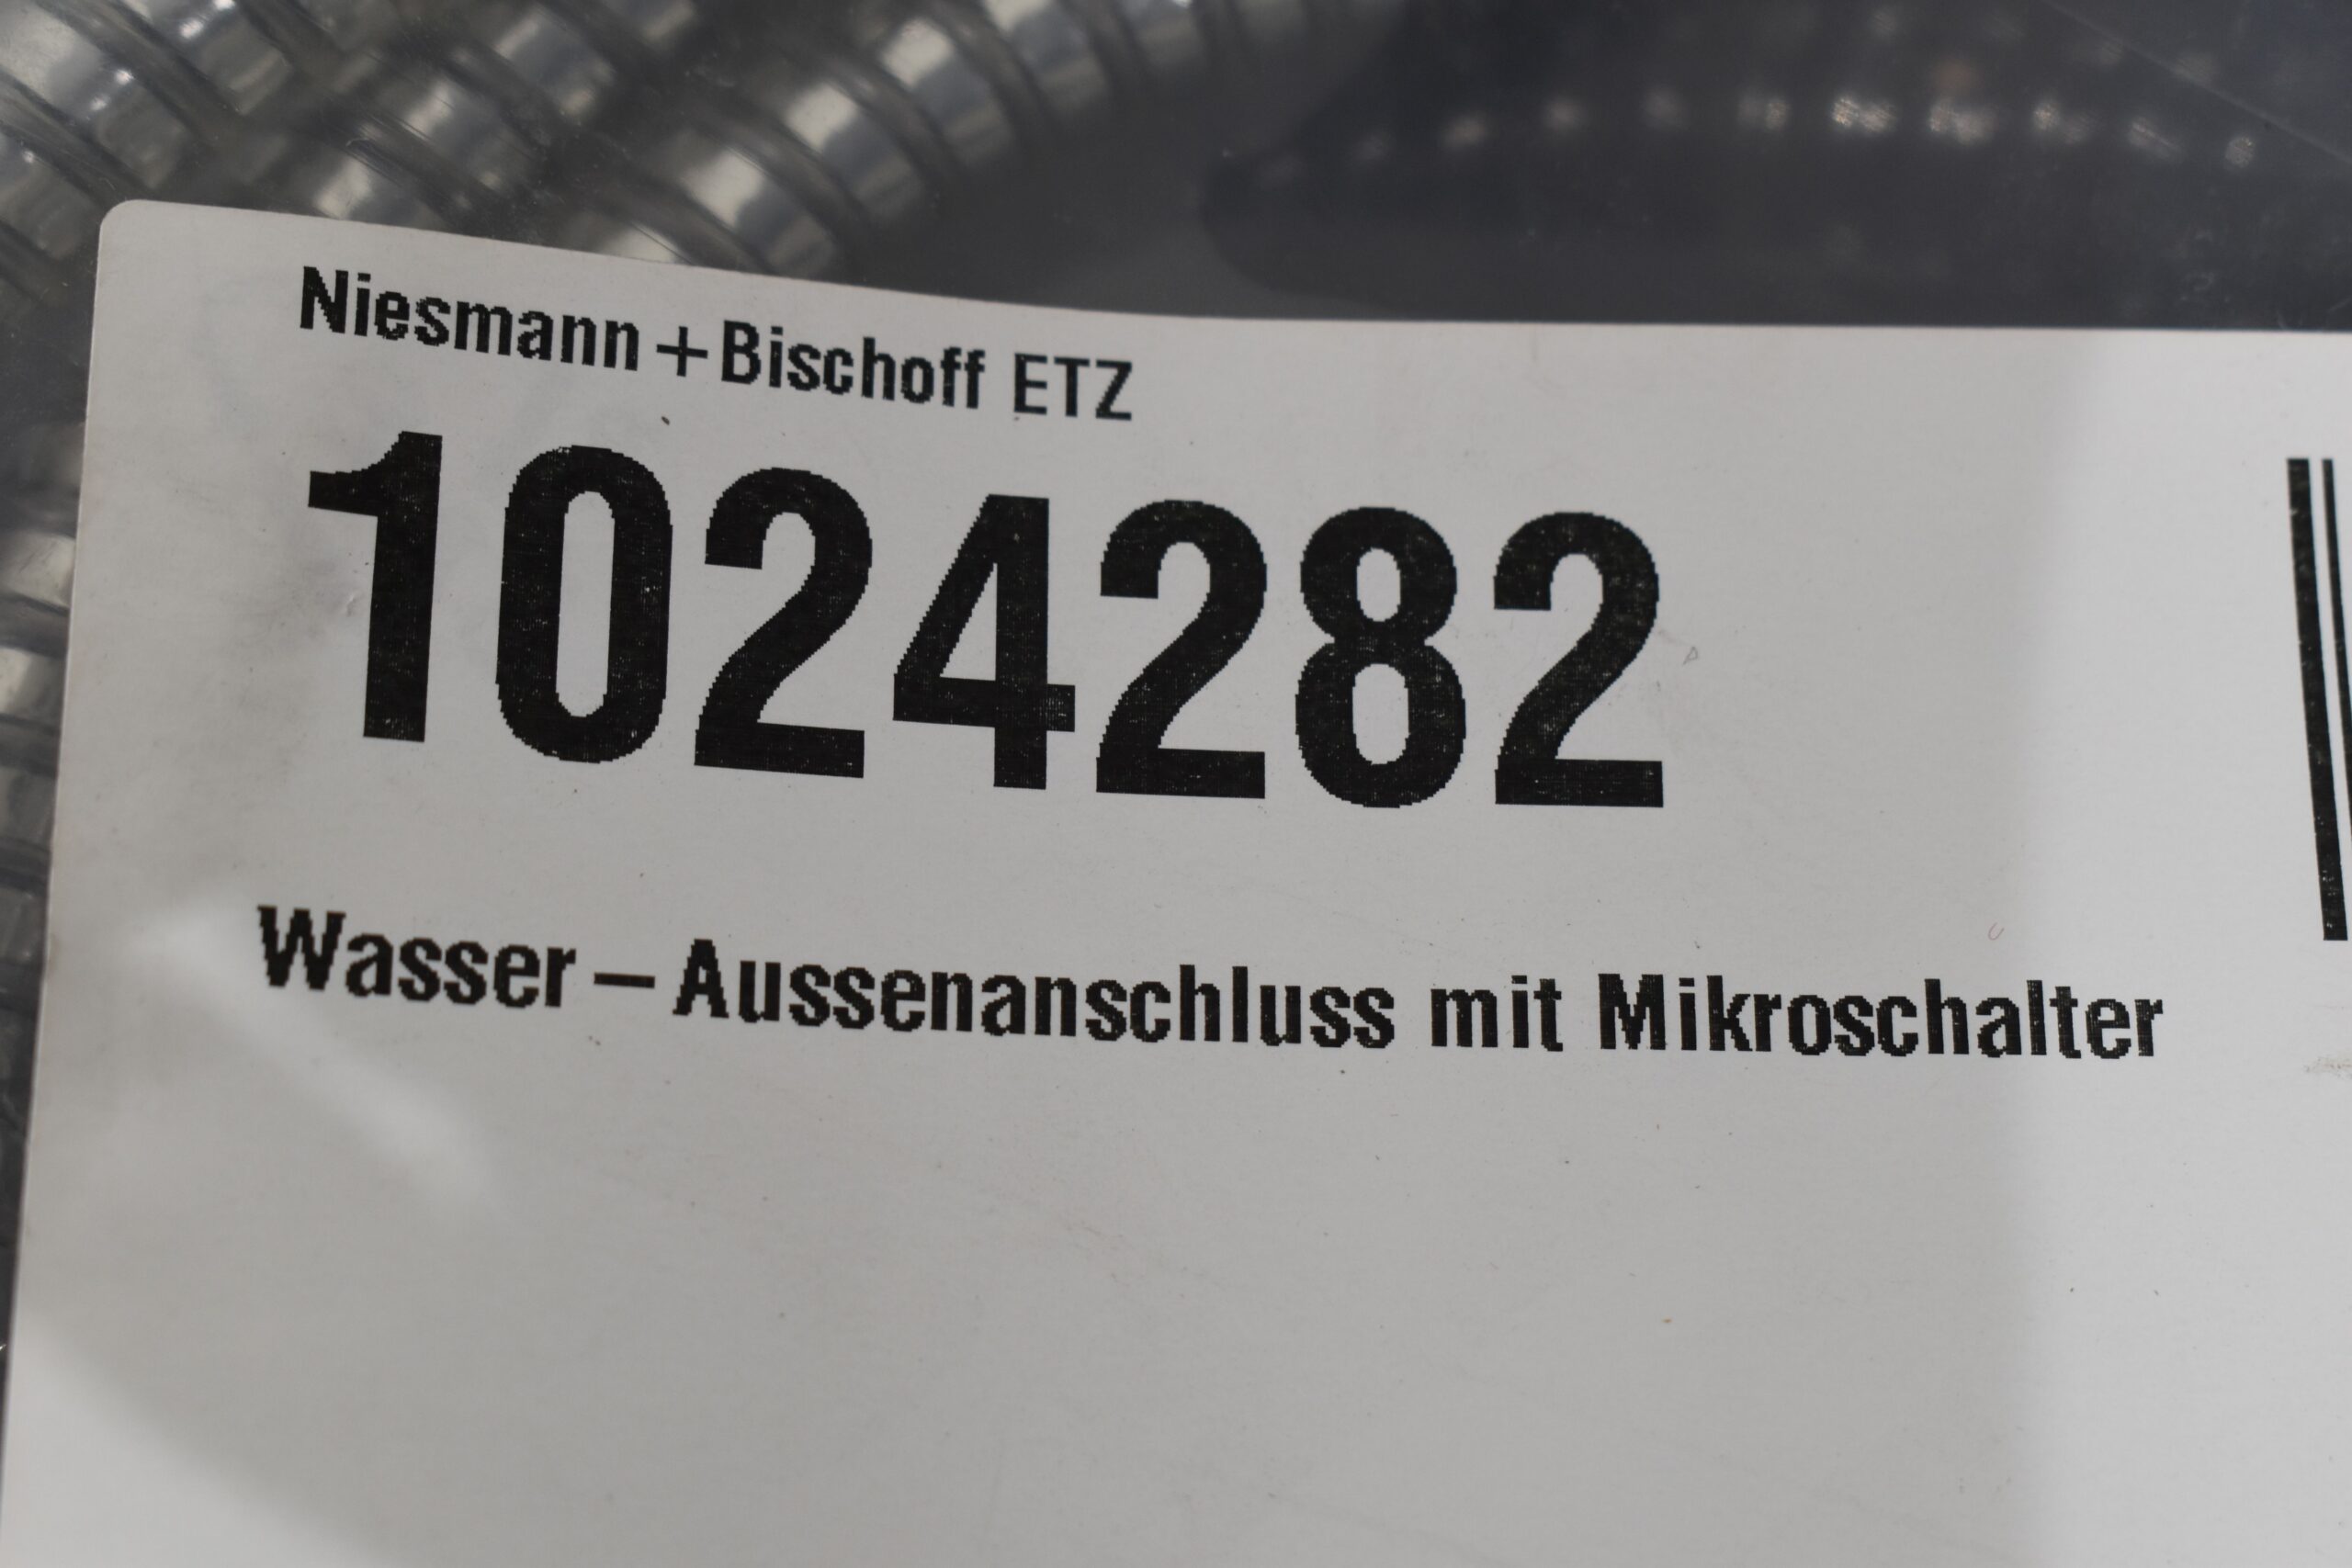 Niesmann+Bischoff ETZ
1024282
Wasser-Aussenanschluss mit Mikroschalter